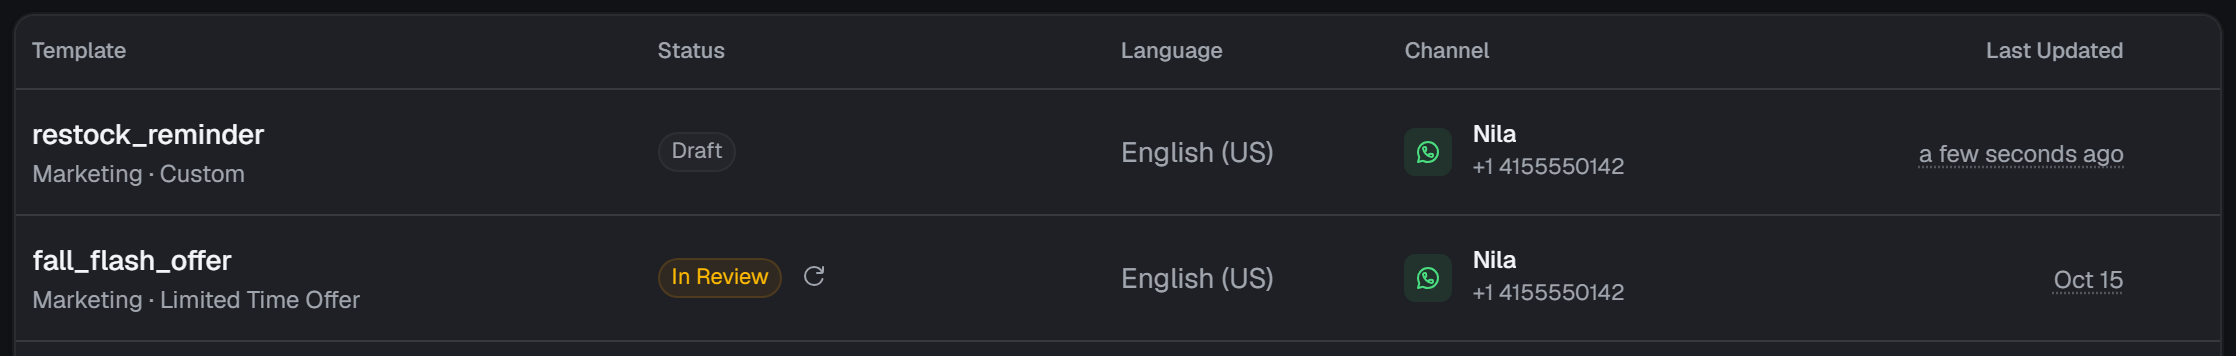 Template Status Language Channel Last Updated
restock_reminder
Marketing · Custom
Draft
English (US)
Nila
+1 4155550142
a few seconds ago
fall_flash_offer
Marketing · Limited Time Offer
In Review
English (US)
Nila
+1 4155550142
Oct 15